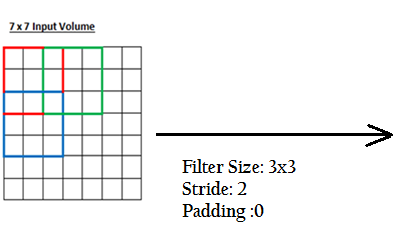 7 x 7 Input Volume
Filter Size: 3x3
Stride: 2
Padding :0